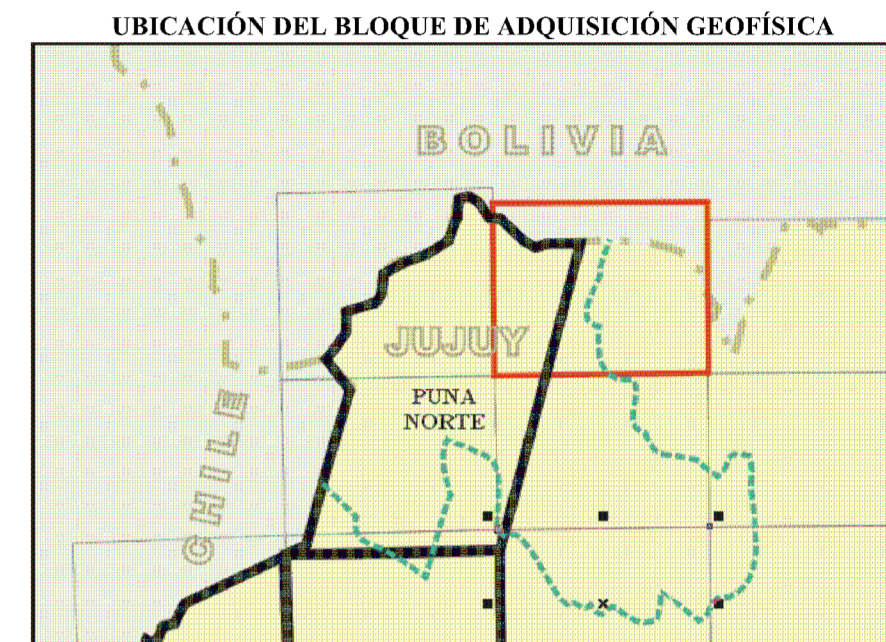 UBICACIÓN DEL BLOQUE DE ADQUISICIÓN GEOFÍSICA
BOLIVIA
JUJUY
PUNA
NORTE
CHILE